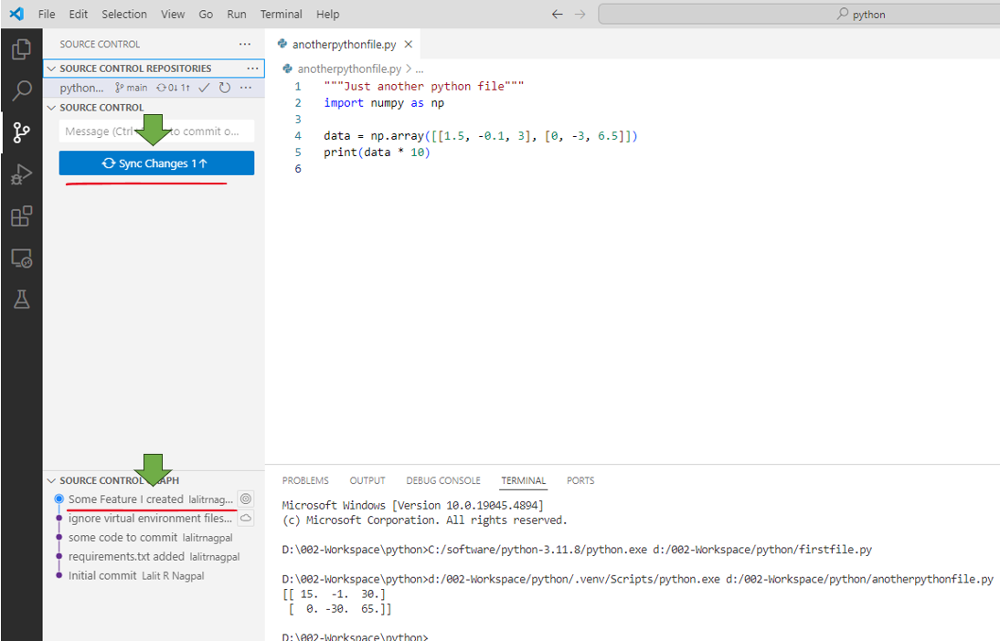 File Edit Selection View Go Run Terminal Help
python
SOURCE CONTROL ...
SOURCE CONTROL REPOSITORIES ...
python... main 0↓ 1↑ ...
SOURCE CONTROL
Message (Ctrl to commit o...
Sync Changes 1↑
anotherpythonfile.py
anotherpythonfile.py > ...
1 """Just another python file"""
2 import numpy as np
3
4 data = np.array([[1.5, -0.1, 3], [0, -3, 6.5]])
5 print(data * 10)
6
SOURCE CONTROL APH
Some Feature I created lalitrnag...
ignore virtual environment files...
some code to commit lalitrnagpal
requirements.txt added lalitrnagpal
Initial commit Lalit R Nagpal
PROBLEMS OUTPUT DEBUG CONSOLE TERMINAL PORTS
Microsoft Windows [Version 10.0.19045.4894]
(c) Microsoft Corporation. All rights reserved.
D:\002-Workspace\python>C:/software/python-3.11.8/python.exe d:/002-Workspace/python/firstfile.py
D:\002-Workspace\python>d:/002-Workspace/python/.venv/Scripts/python.exe d:/002-Workspace/python/anotherpythonfile.py
[[ 15. -1. 30.]
[ 0. -30. 65.]]
D:\002-Workspace\python>